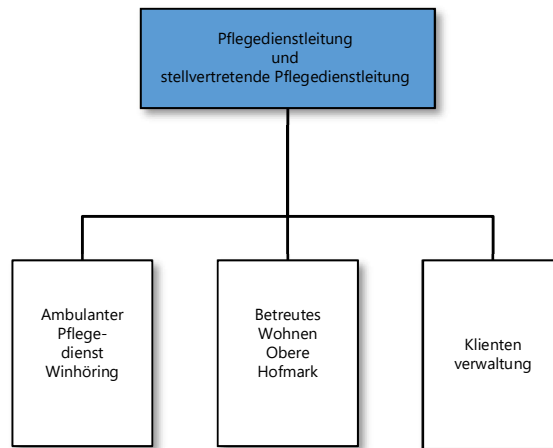 Pflegedienstleitung
und
stellvertretende Pflegedienstleitung
Ambulanter
Pflege-
dienst
Winhöring
Betreutes
Wohnen
Obere
Hofmark
Klienten
verwaltung